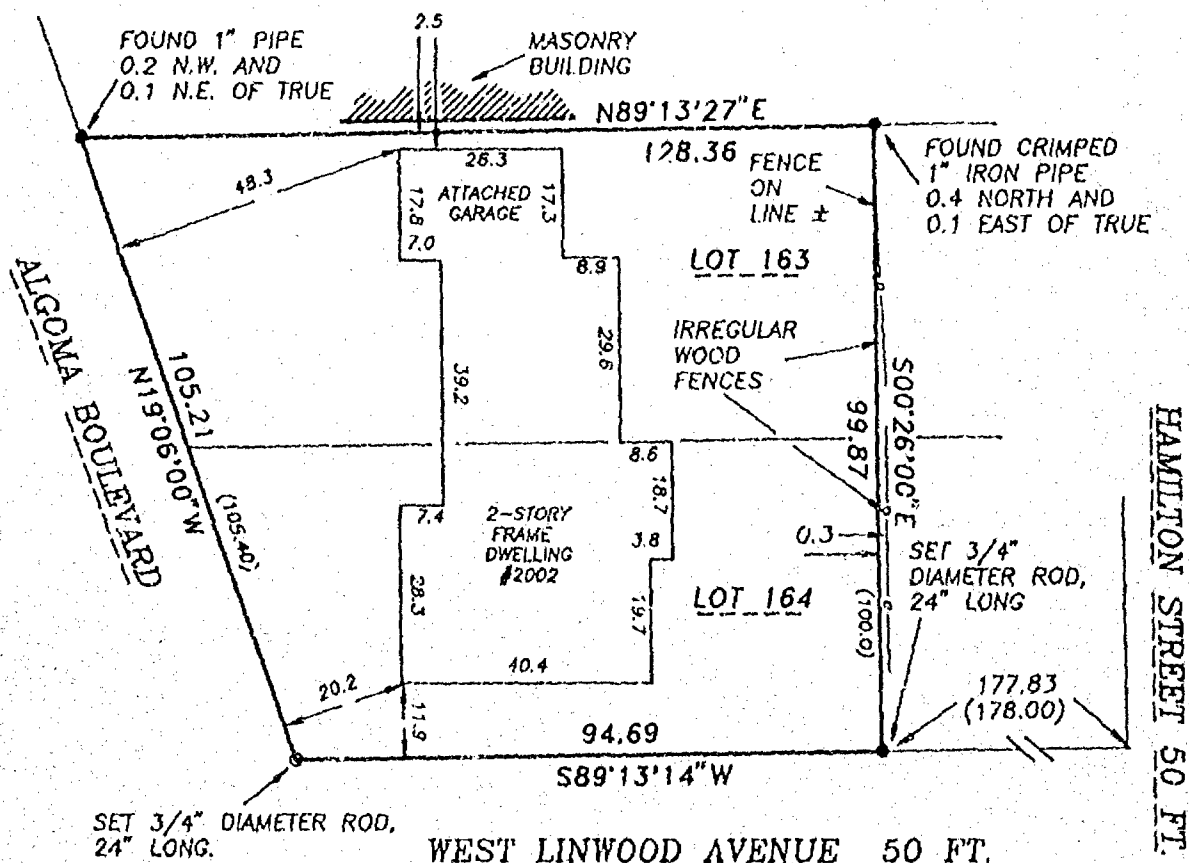 2.5
FOUND 1" PIPE
0.2 N.W. AND
0.1 N.E. OF TRUE
MASONRY
BUILDING
N89°13'27"E
128.36
FOUND CRIMPED
1" IRON PIPE
0.4 NORTH AND
0.1 EAST OF TRUE
FENCE
ON
LINE ±
48.3
26.3
ATTACHED
GARAGE
17.8
17.3
7.0
8.9
LOT 163
ALGOMA BOULEVARD
105.21
N19°06'00"W
(105.40)
39.2
29.6
IRREGULAR
WOOD
FENCES
S00°26'00"E
99.87
(100.0)
HAMILTON STREET 50 FT.
8.6
18.7
3.8
7.4
2-STORY
FRAME
DWELLING
#2002
28.3
19.7
0.3
SET 3/4"
DIAMETER ROD,
24" LONG
LOT 164
20.2
40.4
11.9
94.69
S89°13'14"W
177.83
(178.00)
SET 3/4" DIAMETER ROD,
24" LONG.
WEST LINWOOD AVENUE 50 FT.